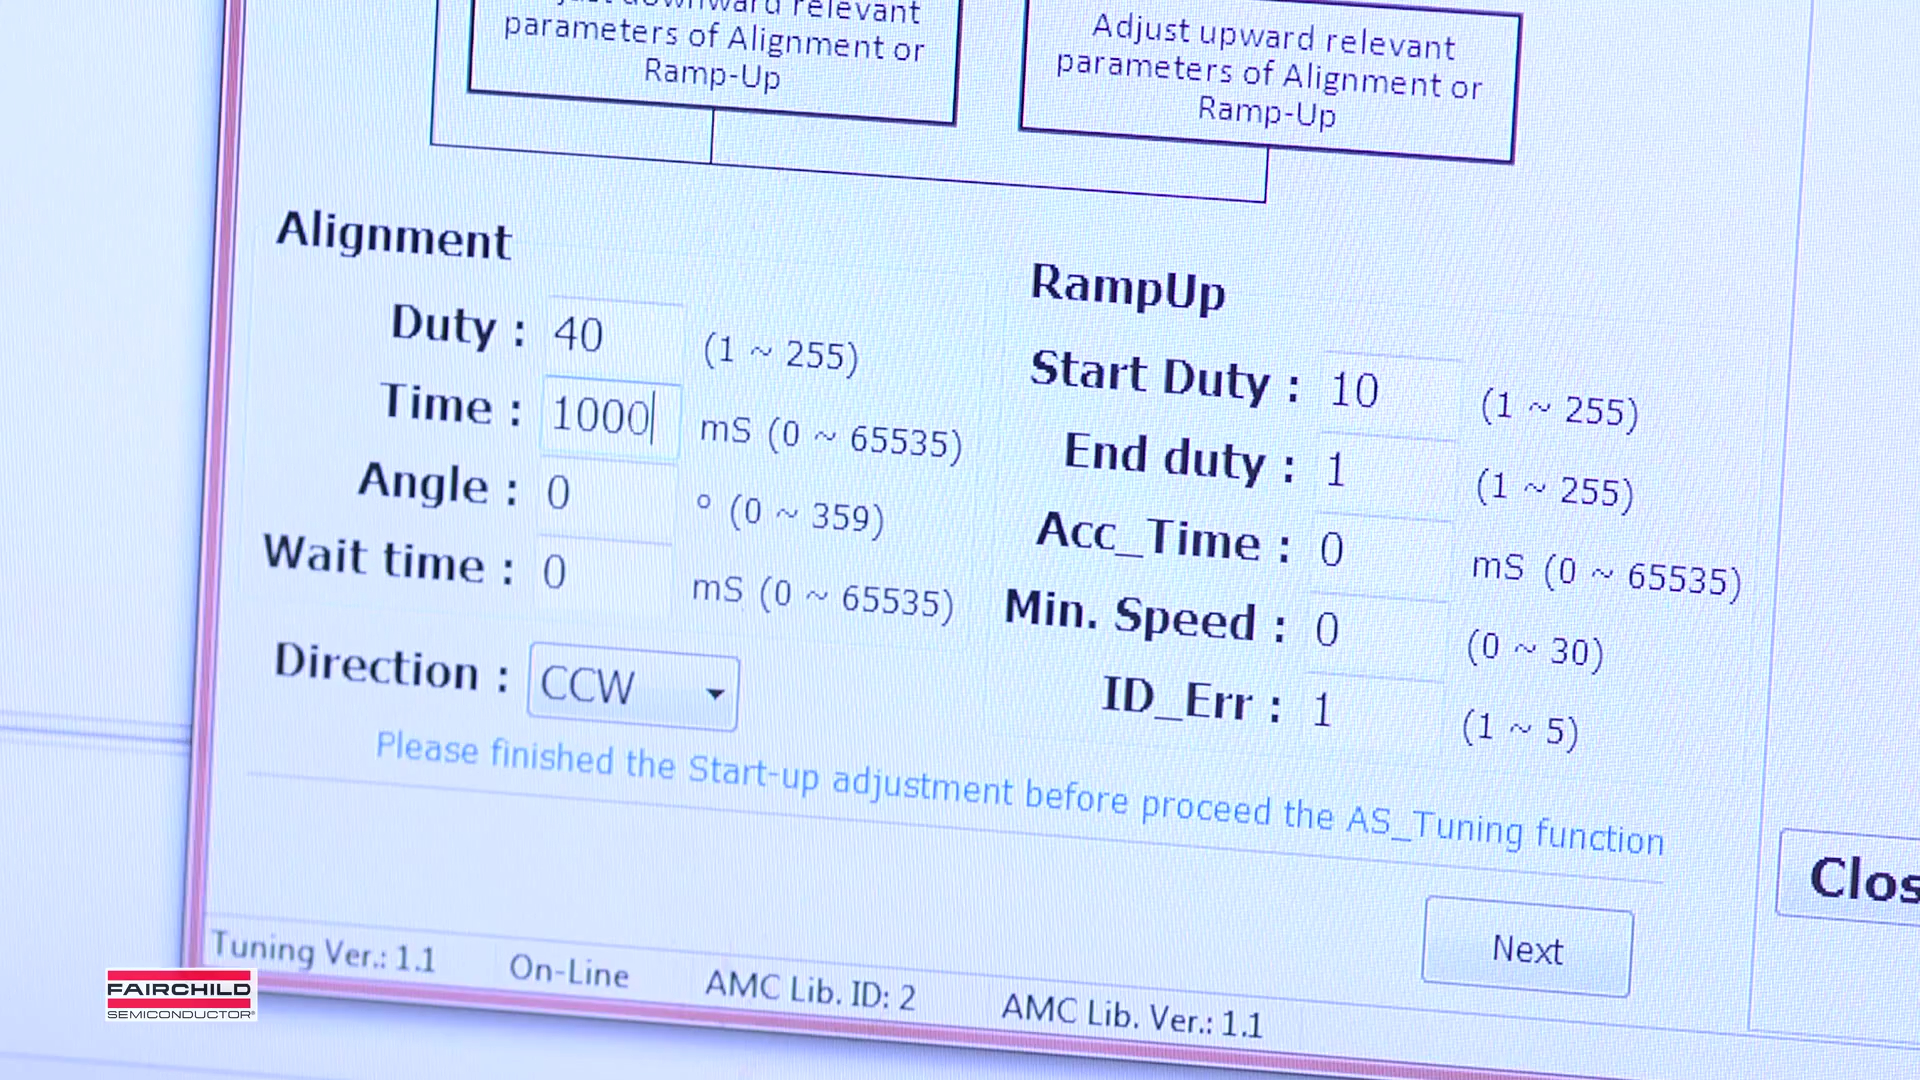 downward relevant
parameters of Alignment or
Ramp-Up
Adjust upward relevant
parameters of Alignment or
Ramp-Up
Alignment
Duty : 40 (1 ~ 255)
Time : 1000 mS (0 ~ 65535)
Angle : 0 ° (0 ~ 359)
Wait time : 0 mS (0 ~ 65535)
Direction : CCW
RampUp
Start Duty : 10 (1 ~ 255)
End duty : 1 (1 ~ 255)
Acc_Time : 0 mS (0 ~ 65535)
Min. Speed : 0 (0 ~ 30)
ID_Err : 1 (1 ~ 5)
Please finished the Start-up adjustment before proceed the AS_Tuning function
Clos
Next
Tuning Ver.: 1.1 On-Line AMC Lib. ID: 2 AMC Lib. Ver.: 1.1
FAIRCHILD
SEMICONDUCTOR®